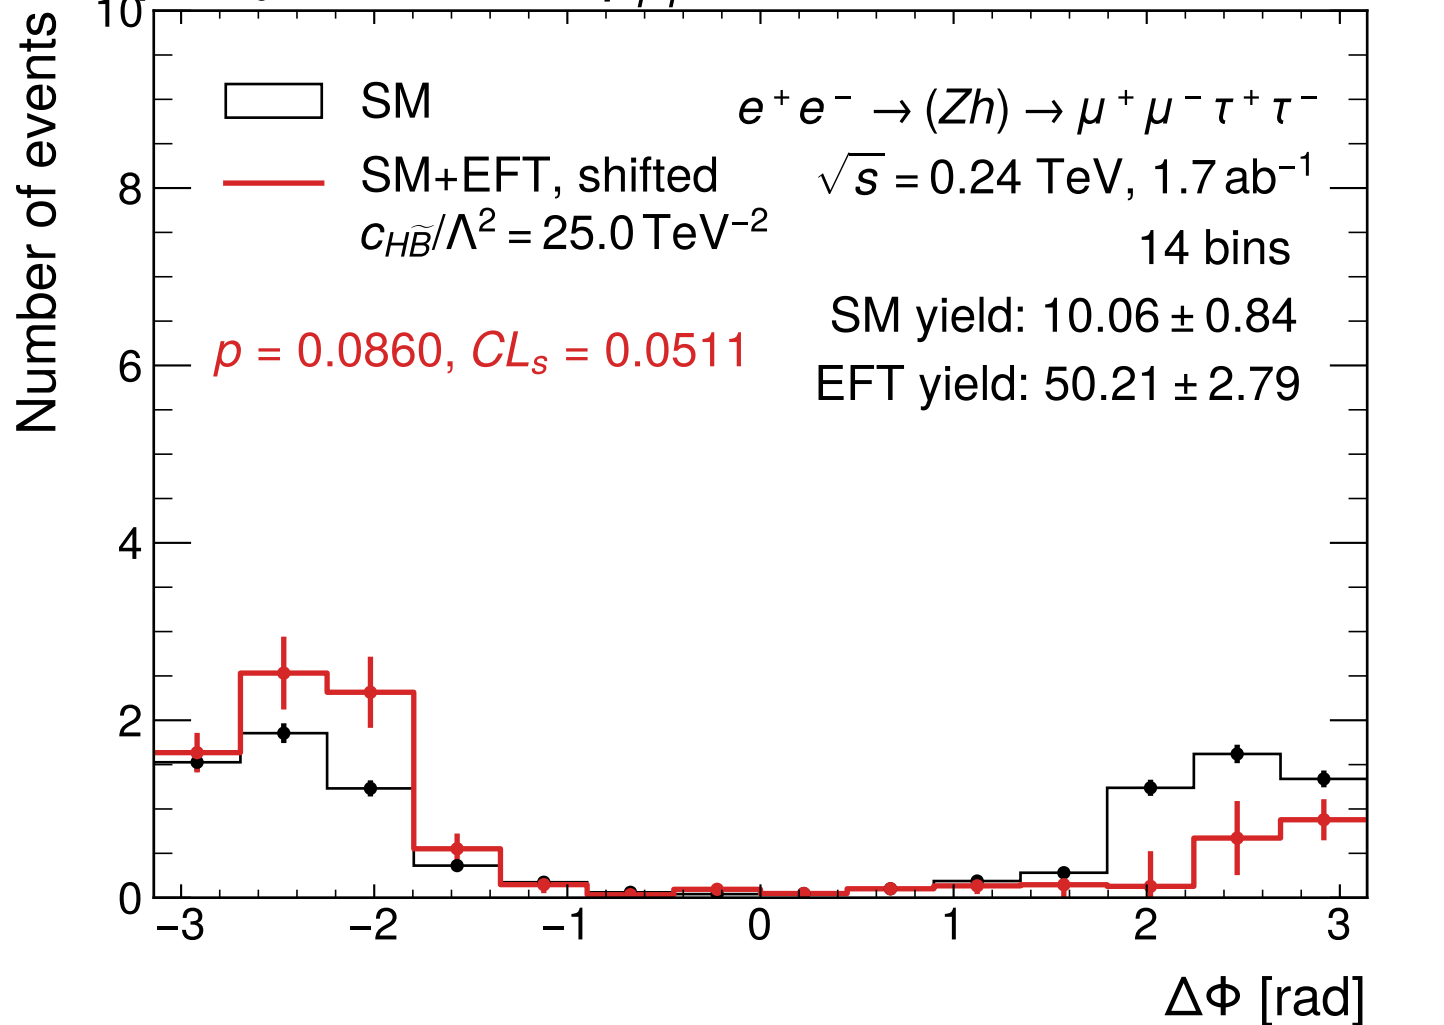 Number of events
10
8
6
4
2
0
SM
SM+EFT, shifted
c_{HB̃}/Λ² = 25.0 TeV⁻²
p = 0.0860, CL_s = 0.0511
e⁺e⁻ → (Zh) → μ⁺μ⁻τ⁺τ⁻
√s = 0.24 TeV, 1.7 ab⁻¹
14 bins
SM yield: 10.06 ± 0.84
EFT yield: 50.21 ± 2.79
−3 −2 −1 0 1 2 3
ΔΦ [rad]